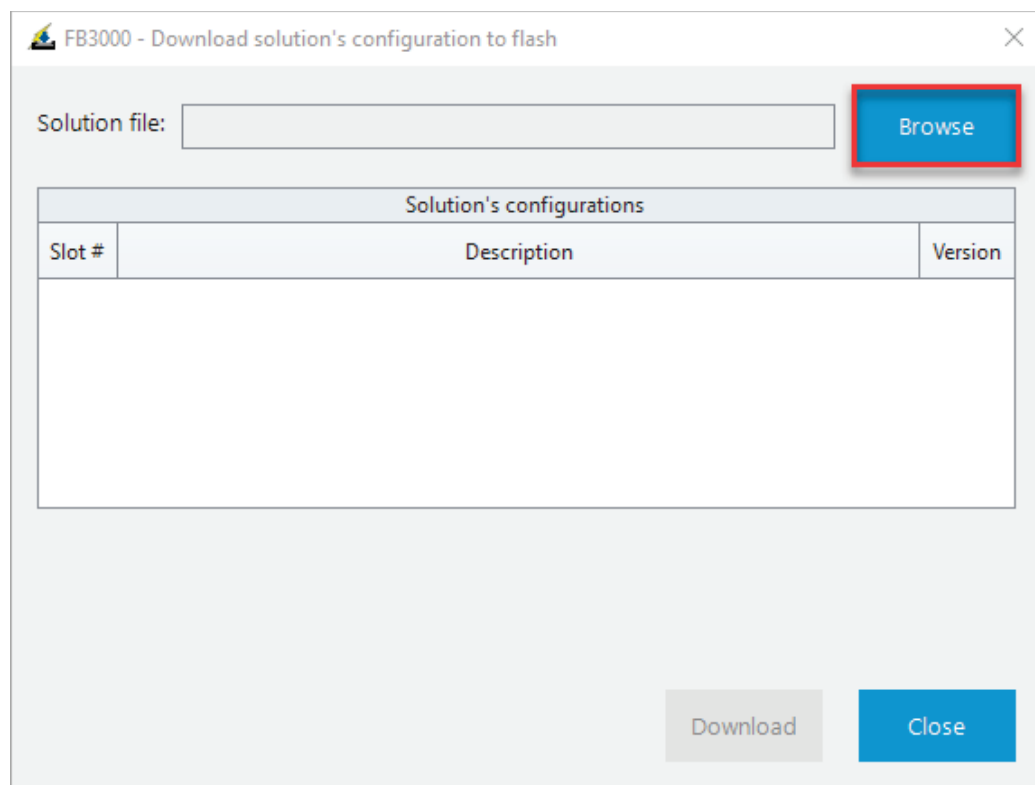 FB3000 - Download solution's configuration to flash
Solution file:
Browse
Solution's configurations
Slot # Description Version
Download Close